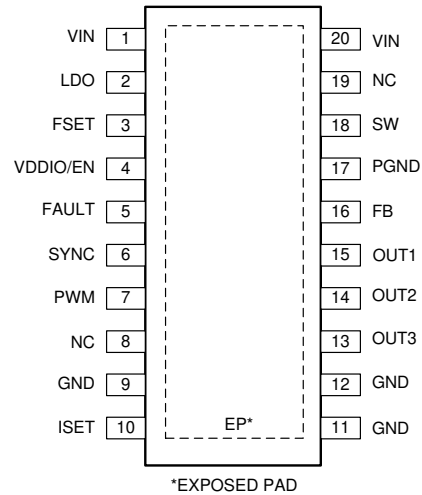 VIN 1 20 VIN
LDO 2 19 NC
FSET 3 18 SW
VDDIO/EN 4 17 PGND
FAULT 5 16 FB
SYNC 6 15 OUT1
PWM 7 14 OUT2
NC 8 13 OUT3
GND 9 12 GND
ISET 10 EP* 11 GND
*EXPOSED PAD